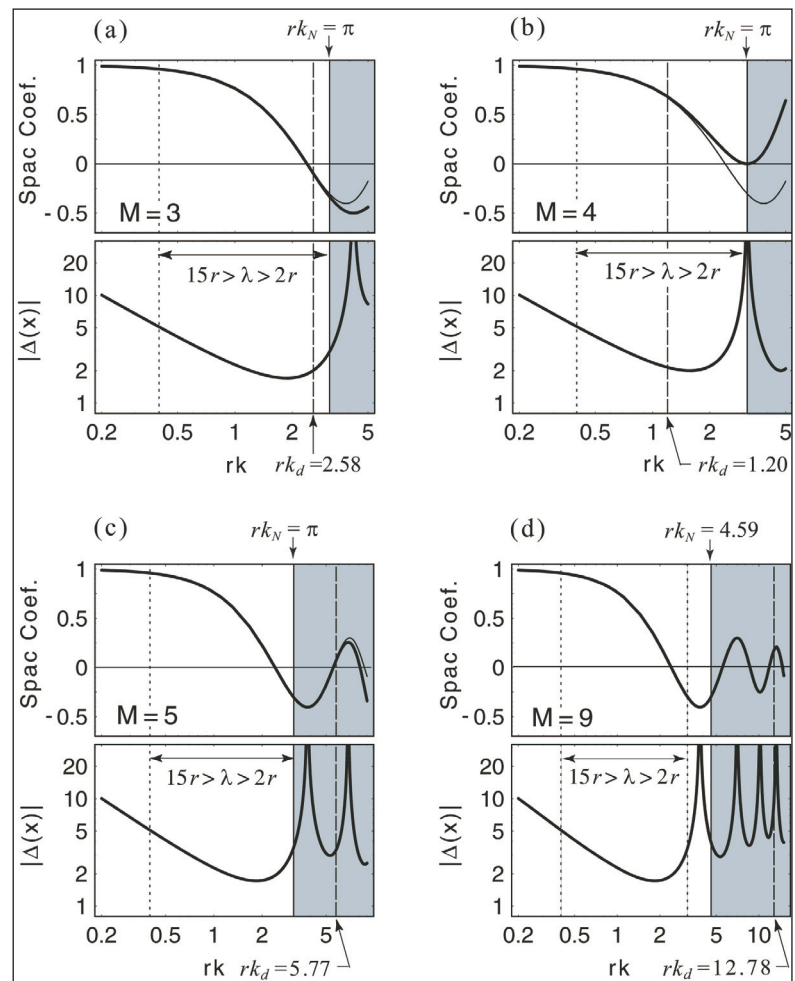 (a)
rk_N = π
1
0.5
0
-0.5
Spac Coef.
M = 3
20
10
5
2
1
|Δ(x)|
15r > λ > 2r
0.2 0.5 1 2 5
rk rk_d = 2.58
(b)
rk_N = π
1
0.5
0
-0.5
Spac Coef.
M = 4
20
10
5
2
1
|Δ(x)|
15r > λ > 2r
0.2 0.5 1 2 5
rk rk_d = 1.20
(c)
rk_N = π
1
0.5
0
-0.5
Spac Coef.
M = 5
20
10
5
2
1
|Δ(x)|
15r > λ > 2r
0.2 0.5 1 2 5
rk rk_d = 5.77
(d)
rk_N = 4.59
1
0.5
0
-0.5
Spac Coef.
M = 9
20
10
5
2
1
|Δ(x)|
15r > λ > 2r
0.2 0.5 1 2 5 10
rk rk_d = 12.78